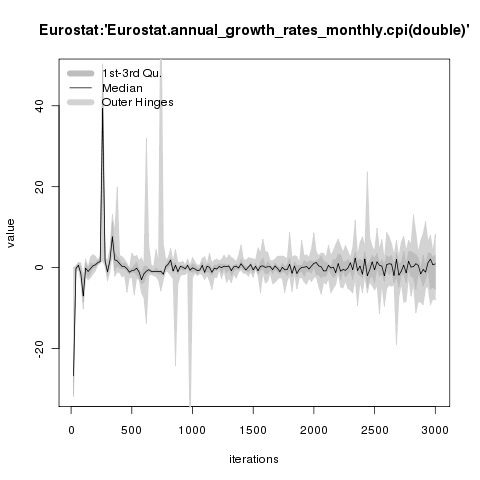 Eurostat:'Eurostat.annual_growth_rates_monthly.cpi(double)'
1st-3rd Qu.
Median
Outer Hinges
value
40
20
0
-20
0 500 1000 1500 2000 2500 3000
iterations